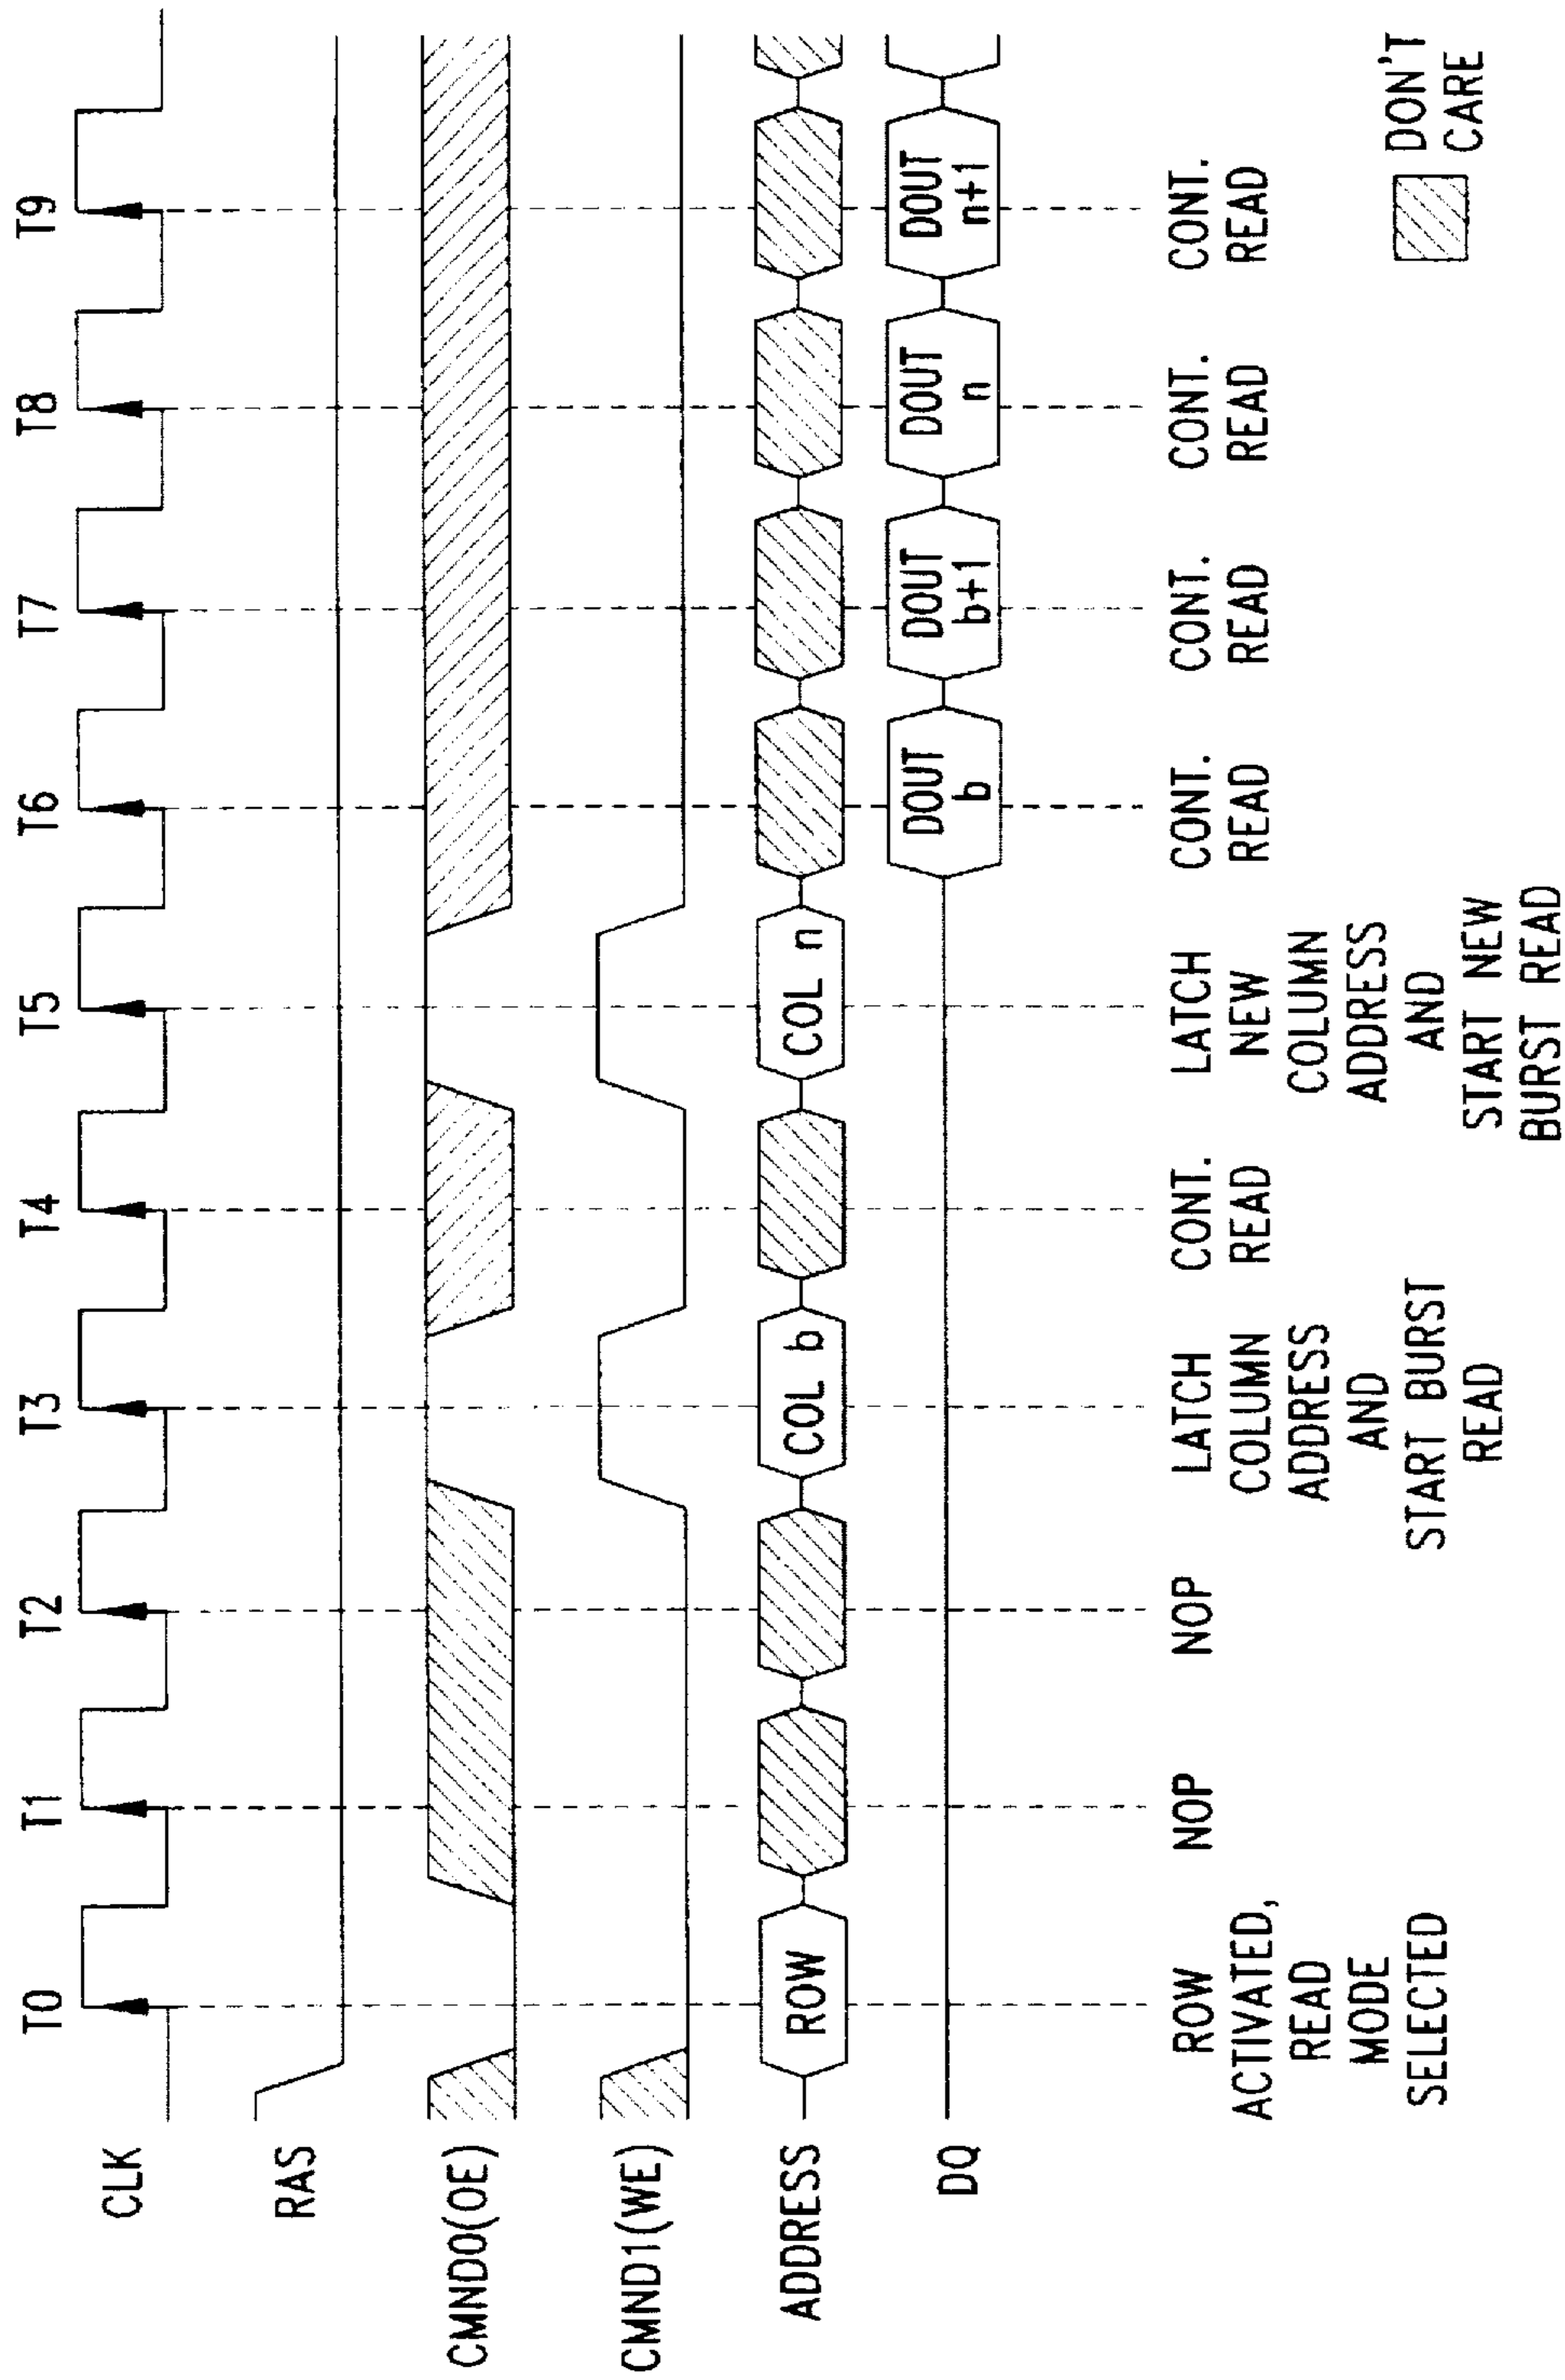 T0 T1 T2 T3 T4 T5 T6 T7 T8 T9
CLK
RAS
CMND0(OE)
CMND1(WE)
ADDRESS
ROW
COL b
COL n
DQ
DOUT
b
DOUT
b+1
DOUT
n
DOUT
n+1
ROW
ACTIVATED,
READ
MODE
SELECTED
NOP
NOP
LATCH
COLUMN
ADDRESS
AND
START BURST
READ
CONT.
READ
LATCH
NEW
COLUMN
ADDRESS
AND
START NEW
BURST READ
CONT.
READ
CONT.
READ
CONT.
READ
CONT.
READ
DON'T
CARE